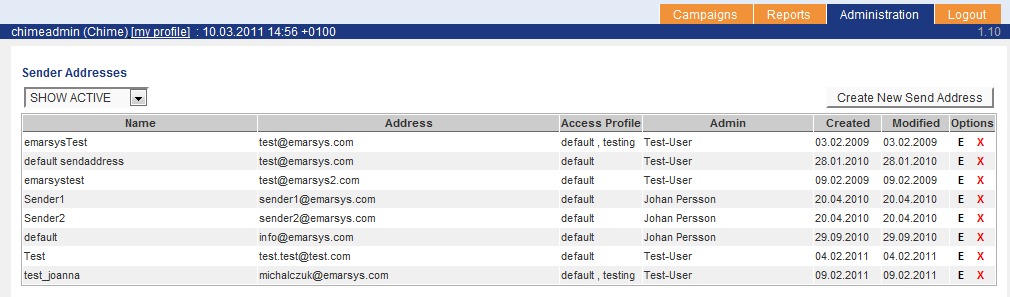 Campaigns Reports Administration Logout
chimeadmin (Chime) [my profile] : 10.03.2011 14:56 +0100 1.10
Sender Addresses
SHOW ACTIVE Create New Send Address
Name Address Access Profile Admin Created Modified Options
emarsysTest test@emarsys.com default , testing Test-User 03.02.2009 03.02.2009 E X
default sendaddress test@emarsys.com default Test-User 28.01.2010 28.01.2010 E X
emarsystest test@emarsys2.com default Test-User 09.02.2009 09.02.2009 E X
Sender1 sender1@emarsys.com default Johan Persson 20.04.2010 20.04.2010 E X
Sender2 sender2@emarsys.com default Johan Persson 20.04.2010 20.04.2010 E X
default info@emarsys.com default Johan Persson 29.09.2010 29.09.2010 E X
Test test.test@test.com default Test-User 04.02.2011 04.02.2011 E X
test_joanna michalczuk@emarsys.com default , testing Test-User 09.02.2011 09.02.2011 E X